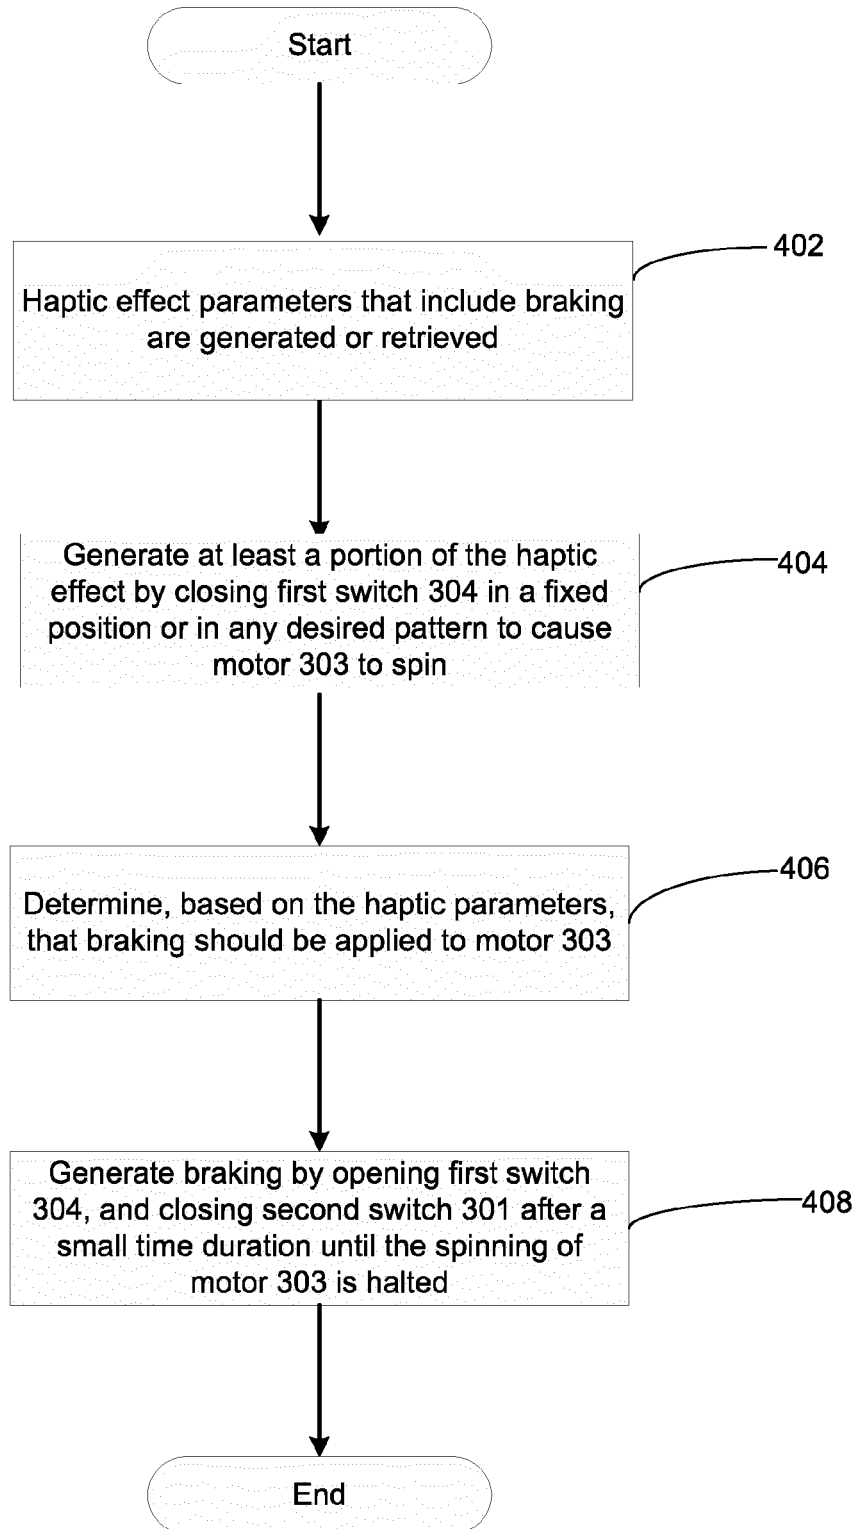 Start
402
Haptic effect parameters that include braking
are generated or retrieved
Generate at least a portion of the haptic
effect by closing first switch 304 in a fixed
position or in any desired pattern to cause
motor 303 to spin
404
406
Determine, based on the haptic parameters,
that braking should be applied to motor 303
Generate braking by opening first switch
304, and closing second switch 301 after a
small time duration until the spinning of
motor 303 is halted
408
End